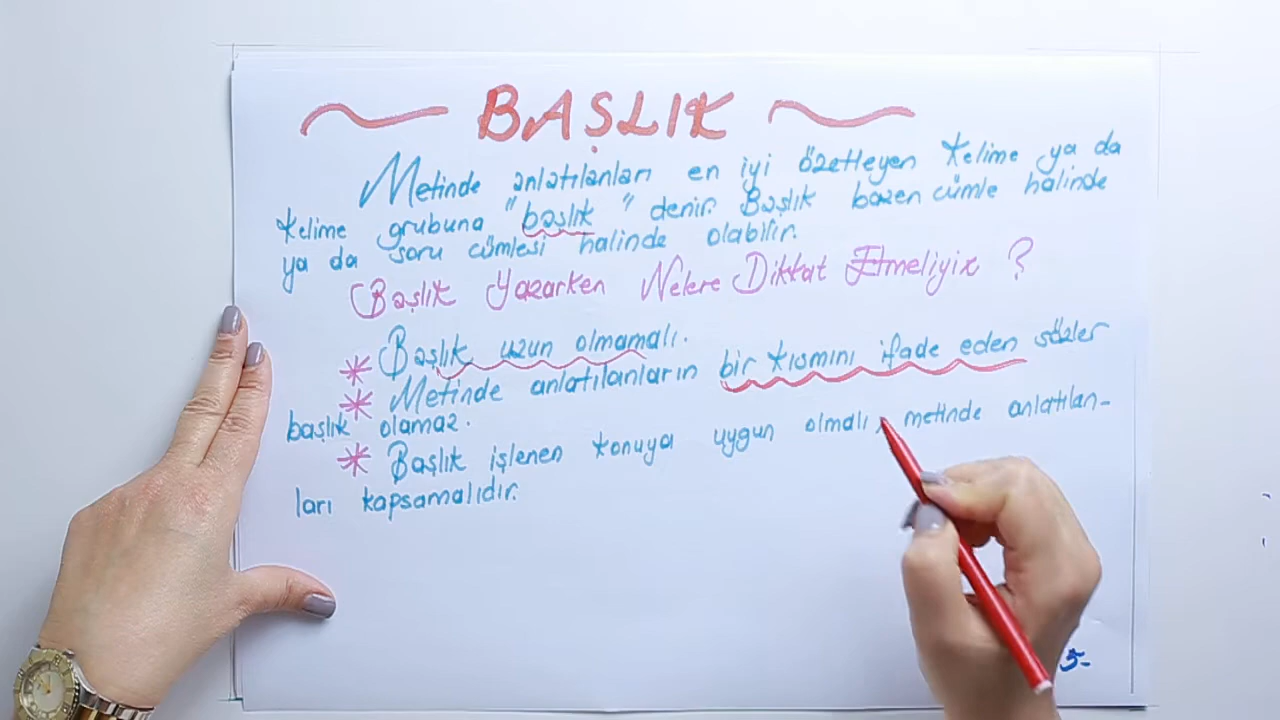 BAŞLIK
Metinde anlatılanları en iyi özetleyen kelime ya da
kelime grubuna "başlık" denir. Başlık bazen cümle halinde
ya da soru cümlesi halinde olabilir.
Başlık Yazarken Nelere Dikkat Etmeliyiz ?
* Başlık uzun olmamalı.
* Metinde anlatılanların bir kısmını ifade eden sözler
başlık olamaz.
* Başlık işlenen konuya uygun olmalı, metinde anlatılan-
ları kapsamalıdır.
5